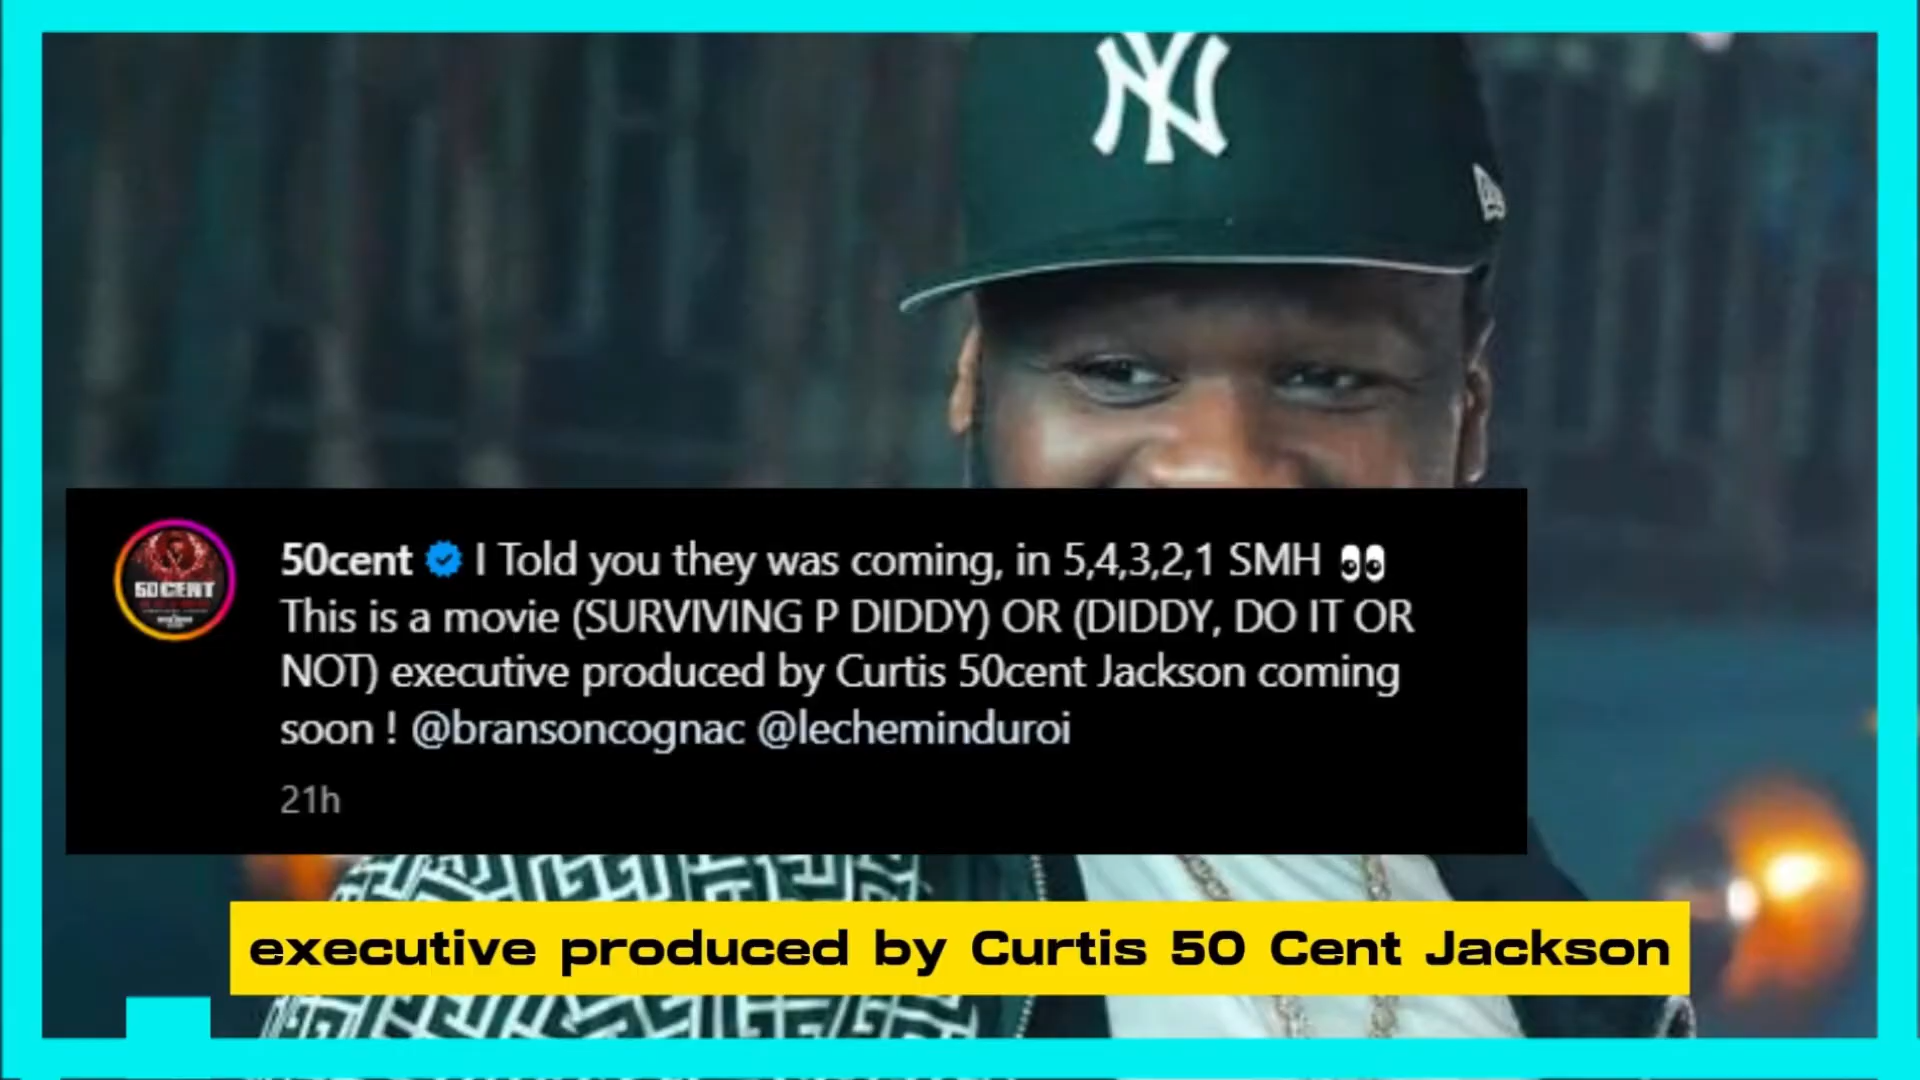 NY
50cent I Told you they was coming, in 5,4,3,2,1 SMH 👀
This is a movie (SURVIVING P DIDDY) OR (DIDDY, DO IT OR
NOT) executive produced by Curtis 50cent Jackson coming
soon ! @bransoncognac @lecheminduroi
21h
50 CENT
executive produced by Curtis 50 Cent Jackson